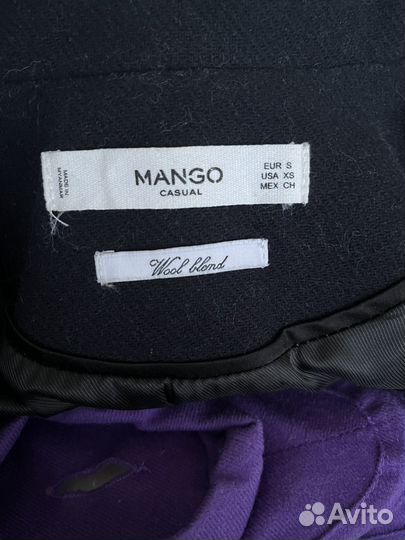 MADE IN
MYANMAR
MANGO
CASUAL
EUR S
USA XS
MEX CH
Wool blend
Avito